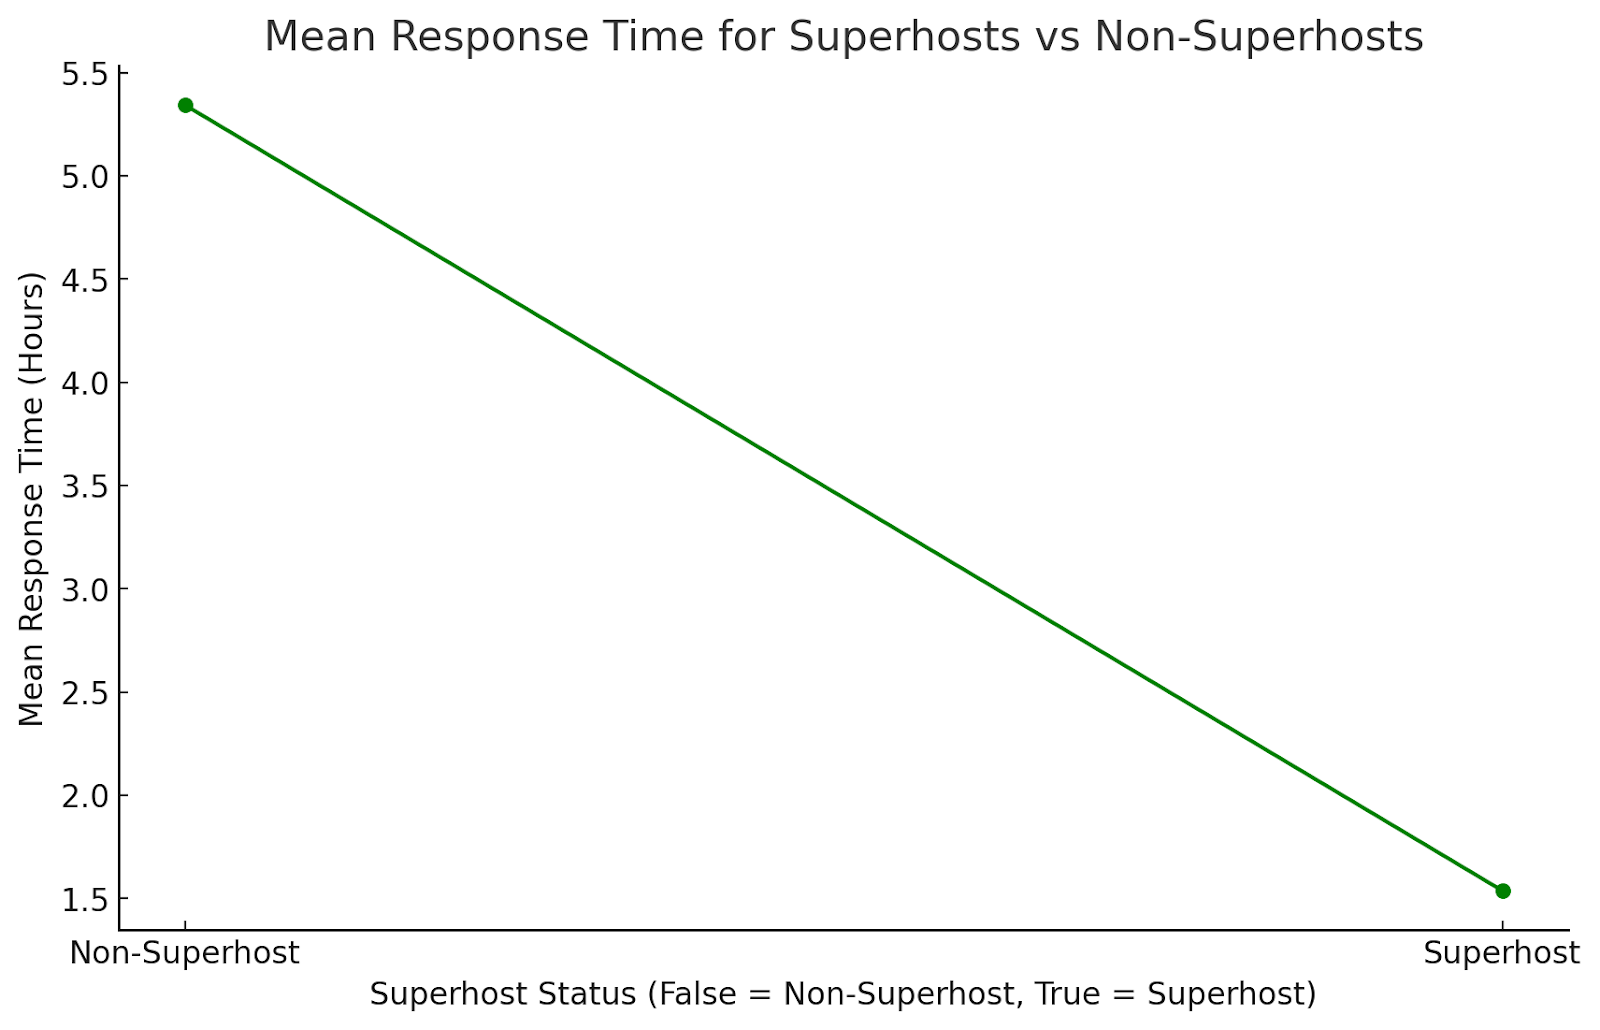 Mean Response Time for Superhosts vs Non-Superhosts
Mean Response Time (Hours)
5.5
5.0
4.5
4.0
3.5
3.0
2.5
2.0
1.5
Non-Superhost Superhost
Superhost Status (False = Non-Superhost, True = Superhost)